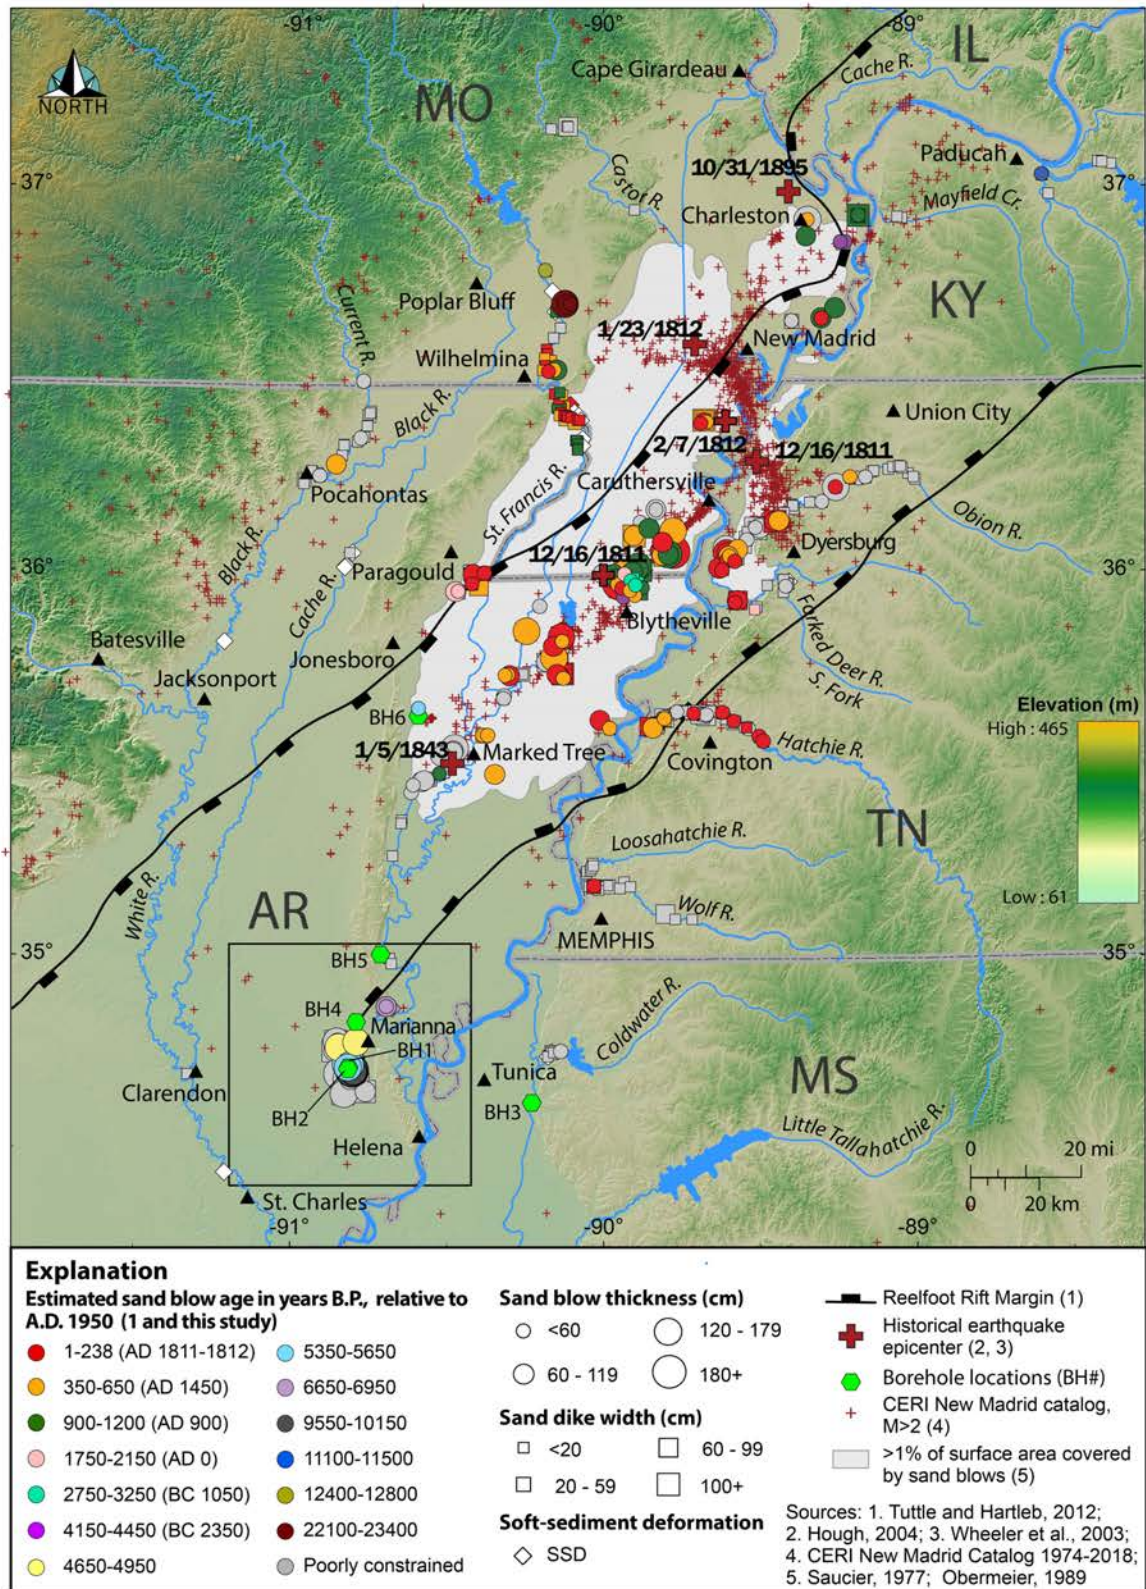 -91°
-90°
-89°
IL
Cache R.
Cape Girardeau
NORTH
MO
Paducah
10/31/1895
37°
37°
Castor R.
Charleston
Mayfield Cr.
Poplar Bluff
KY
Current R.
1/23/1812
New Madrid
Wilhelmina
Black R.
Union City
2/7/1812
12/16/1811
Pocahontas
Caruthersville
St. Francis R.
Obion R.
Black R.
12/16/1811
Dyersburg
36°
Paragould
36°
Cache R.
Blytheville
Forked Deer R.
Batesville
Jonesboro
S. Fork
Jacksonport
Elevation (m)
High : 465
BH6
1/5/1843
Marked Tree
Hatchie R.
Covington
TN
Loosahatchie R.
White R.
AR
Low : 61
Wolf R.
MEMPHIS
35°
35°
BH5
BH4
Coldwater R.
Marianna
BH1
Clarendon
Tunica
MS
BH2
BH3
Helena
Little Tallahatchie R.
0 20 mi
St. Charles
0 20 km
-91°
-90°
-89°
Explanation
Estimated sand blow age in years B.P., relative to
A.D. 1950 (1 and this study)
1-238 (AD 1811-1812)
350-650 (AD 1450)
900-1200 (AD 900)
1750-2150 (AD 0)
2750-3250 (BC 1050)
4150-4450 (BC 2350)
4650-4950
5350-5650
6650-6950
9550-10150
11100-11500
12400-12800
22100-23400
Poorly constrained
Sand blow thickness (cm)
<60
120 - 179
60 - 119
180+
Sand dike width (cm)
<20
60 - 99
20 - 59
100+
Soft-sediment deformation
SSD
Reelfoot Rift Margin (1)
Historical earthquake
epicenter (2, 3)
Borehole locations (BH#)
CERI New Madrid catalog,
M>2 (4)
>1% of surface area covered
by sand blows (5)
Sources: 1. Tuttle and Hartleb, 2012;
2. Hough, 2004; 3. Wheeler et al., 2003;
4. CERI New Madrid Catalog 1974-2018;
5. Saucier, 1977; Obermeier, 1989